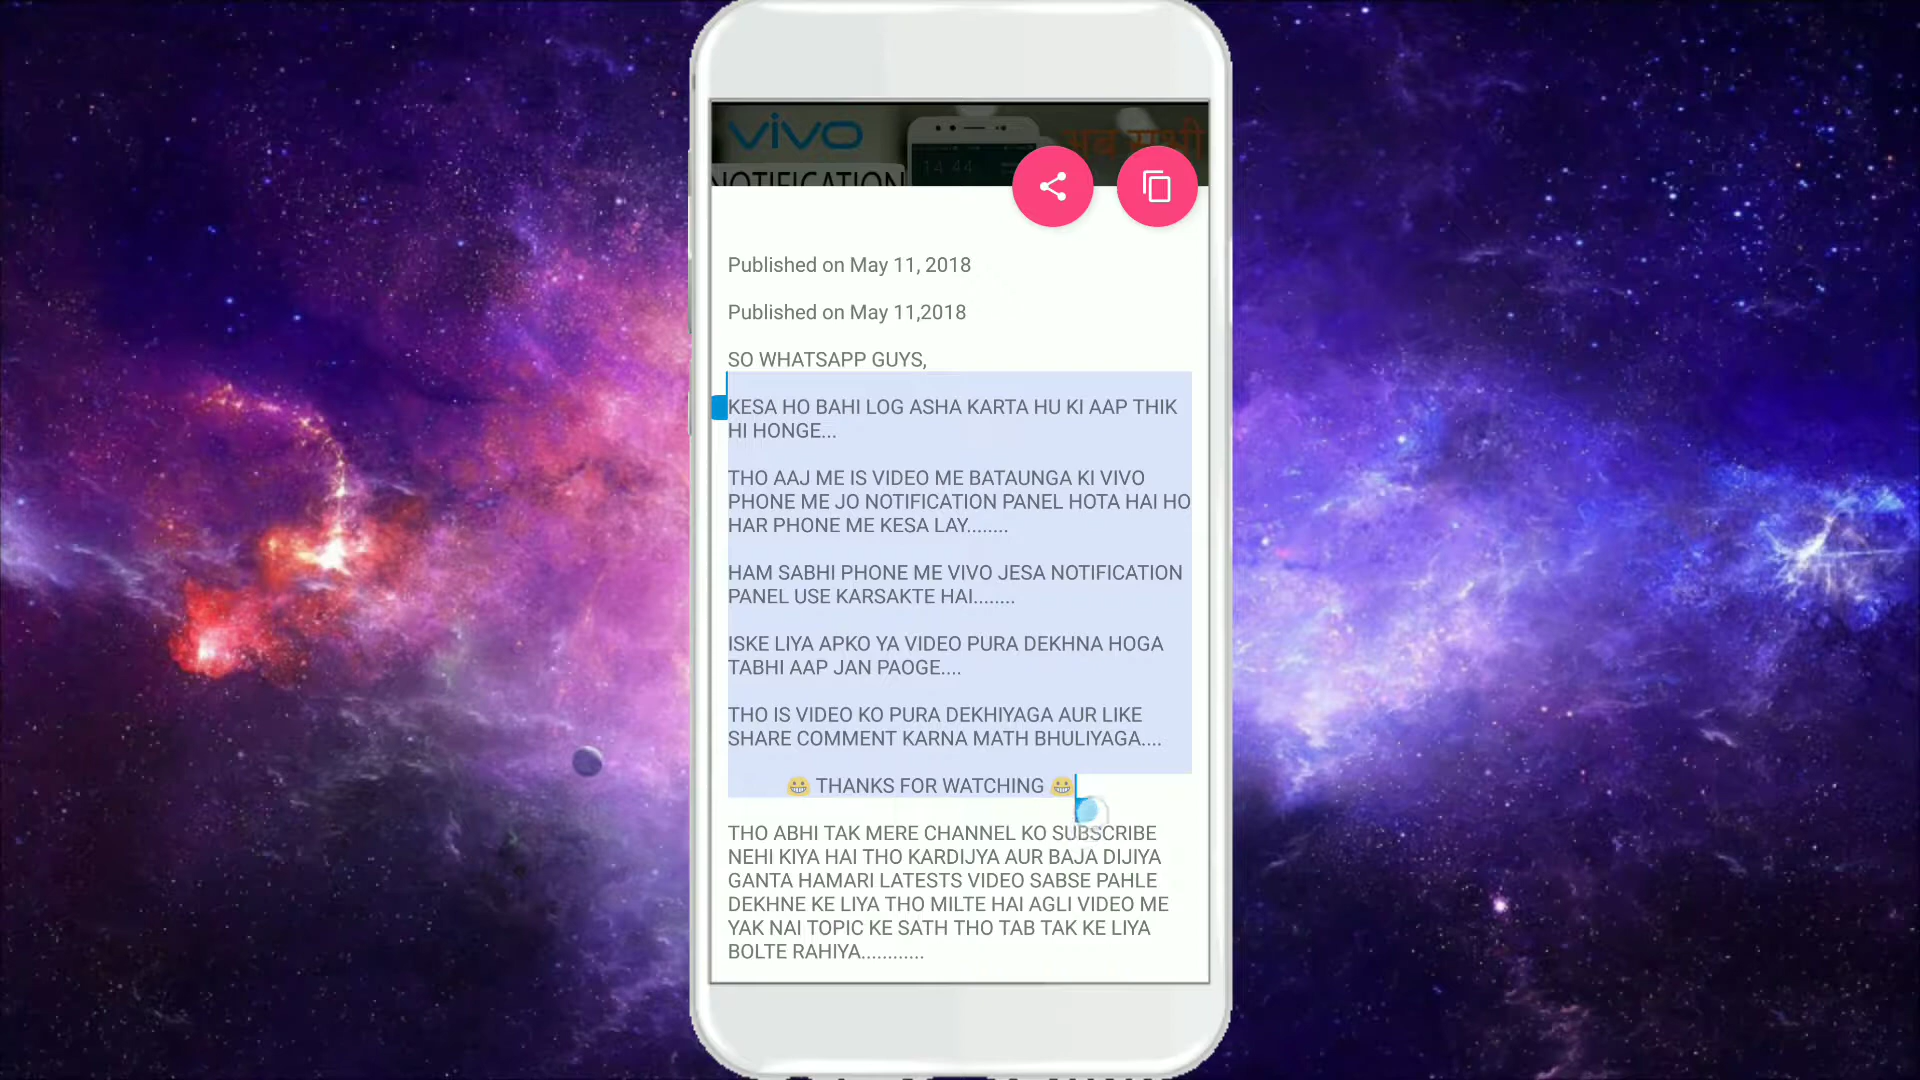 vivo
अब सभी
14 44
NOTIFICATION
Published on May 11, 2018
Published on May 11,2018
SO WHATSAPP GUYS,
KESA HO BAHI LOG ASHA KARTA HU KI AAP THIK
HI HONGE...
THO AAJ ME IS VIDEO ME BATAUNGA KI VIVO
PHONE ME JO NOTIFICATION PANEL HOTA HAI HO
HAR PHONE ME KESA LAY........
HAM SABHI PHONE ME VIVO JESA NOTIFICATION
PANEL USE KARSAKTE HAI........
ISKE LIYA APKO YA VIDEO PURA DEKHNA HOGA
TABHI AAP JAN PAOGE....
THO IS VIDEO KO PURA DEKHIYAGA AUR LIKE
SHARE COMMENT KARNA MATH BHULIYAGA....
😀 THANKS FOR WATCHING 😀
THO ABHI TAK MERE CHANNEL KO SUBSCRIBE
NEHI KIYA HAI THO KARDIJYA AUR BAJA DIJIYA
GANTA HAMARI LATESTS VIDEO SABSE PAHLE
DEKHNE KE LIYA THO MILTE HAI AGLI VIDEO ME
YAK NAI TOPIC KE SATH THO TAB TAK KE LIYA
BOLTE RAHIYA............